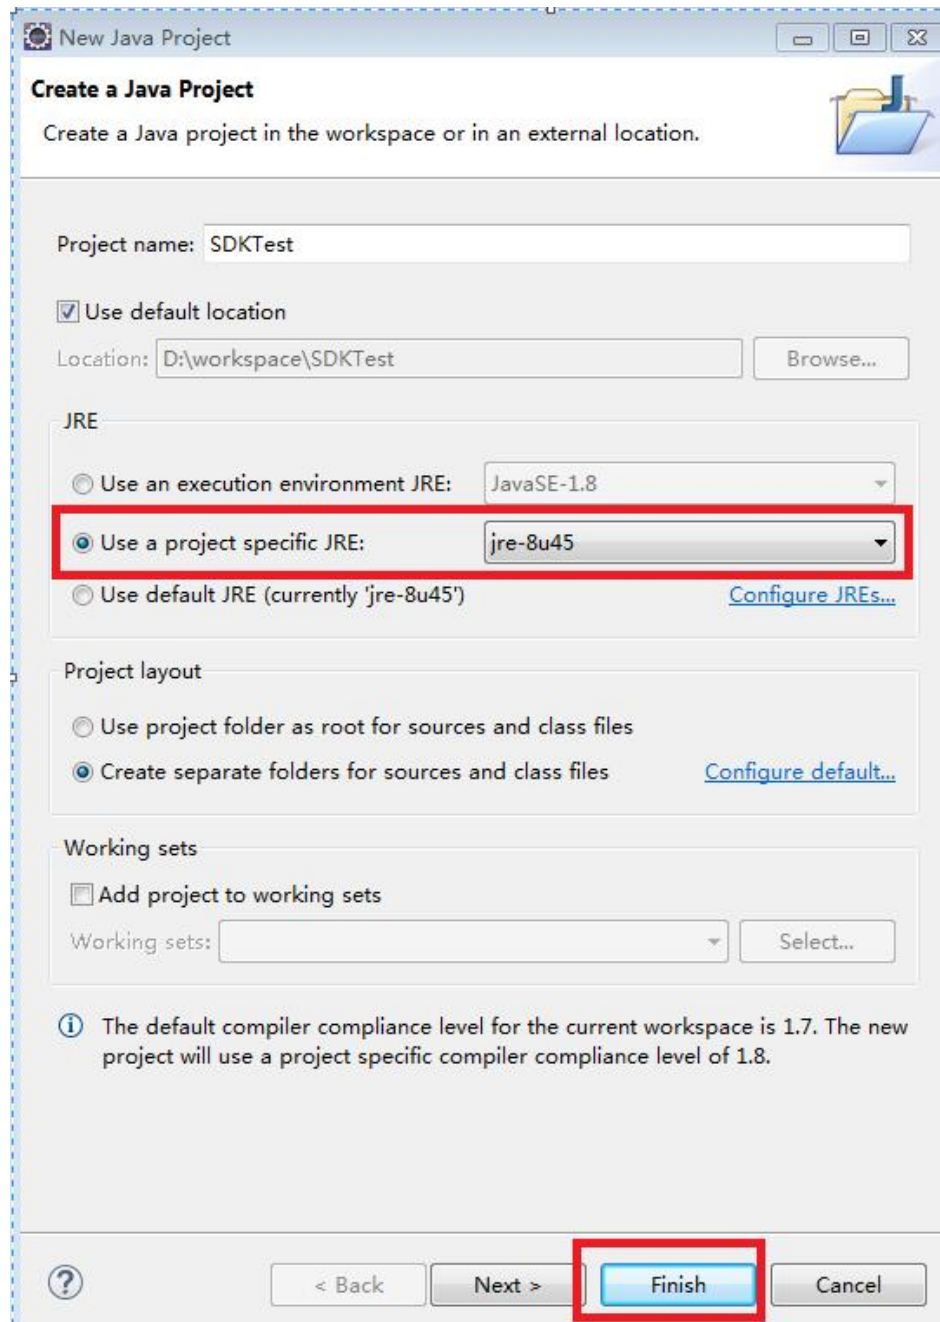 New Java Project
Create a Java Project
Create a Java project in the workspace or in an external location.
Project name: SDKTest
Use default location
Location: D:\workspace\SDKTest Browse...
JRE
Use an execution environment JRE: JavaSE-1.8
Use a project specific JRE: jre-8u45
Use default JRE (currently 'jre-8u45') Configure JREs...
Project layout
Use project folder as root for sources and class files
Create separate folders for sources and class files Configure default...
Working sets
Add project to working sets
Working sets: Select...
The default compiler compliance level for the current workspace is 1.7. The new
project will use a project specific compiler compliance level of 1.8.
? < Back Next > Finish Cancel